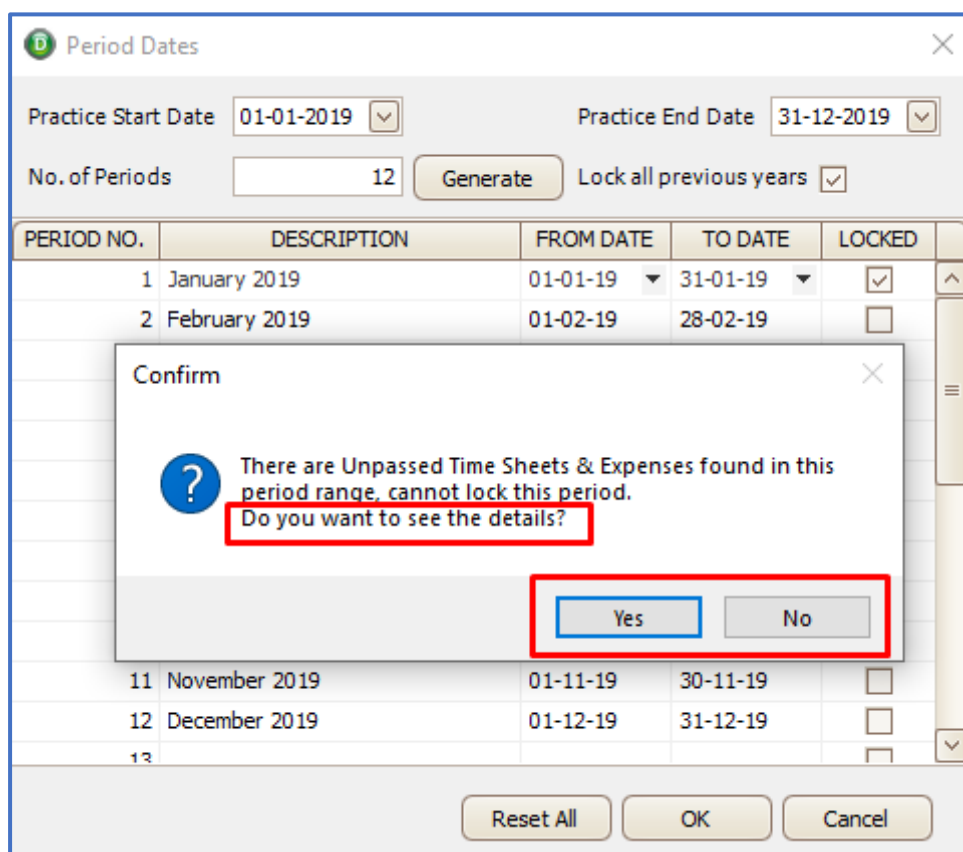 Period Dates
Practice Start Date 01-01-2019 Practice End Date 31-12-2019
No. of Periods 12 Generate Lock all previous years
PERIOD NO. DESCRIPTION FROM DATE TO DATE LOCKED
1 January 2019 01-01-19 31-01-19
2 February 2019 01-02-19 28-02-19
Confirm
There are Unpassed Time Sheets & Expenses found in this
period range, cannot lock this period.
Do you want to see the details?
Yes No
11 November 2019 01-11-19 30-11-19
12 December 2019 01-12-19 31-12-19
13
Reset All OK Cancel